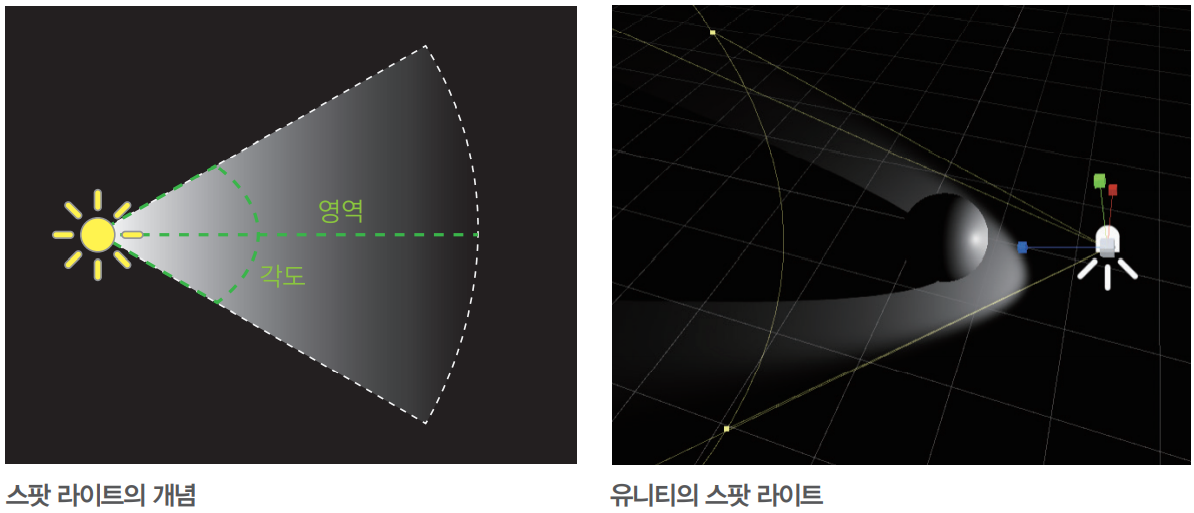 영역
각도
스팟 라이트의 개념
유니티의 스팟 라이트